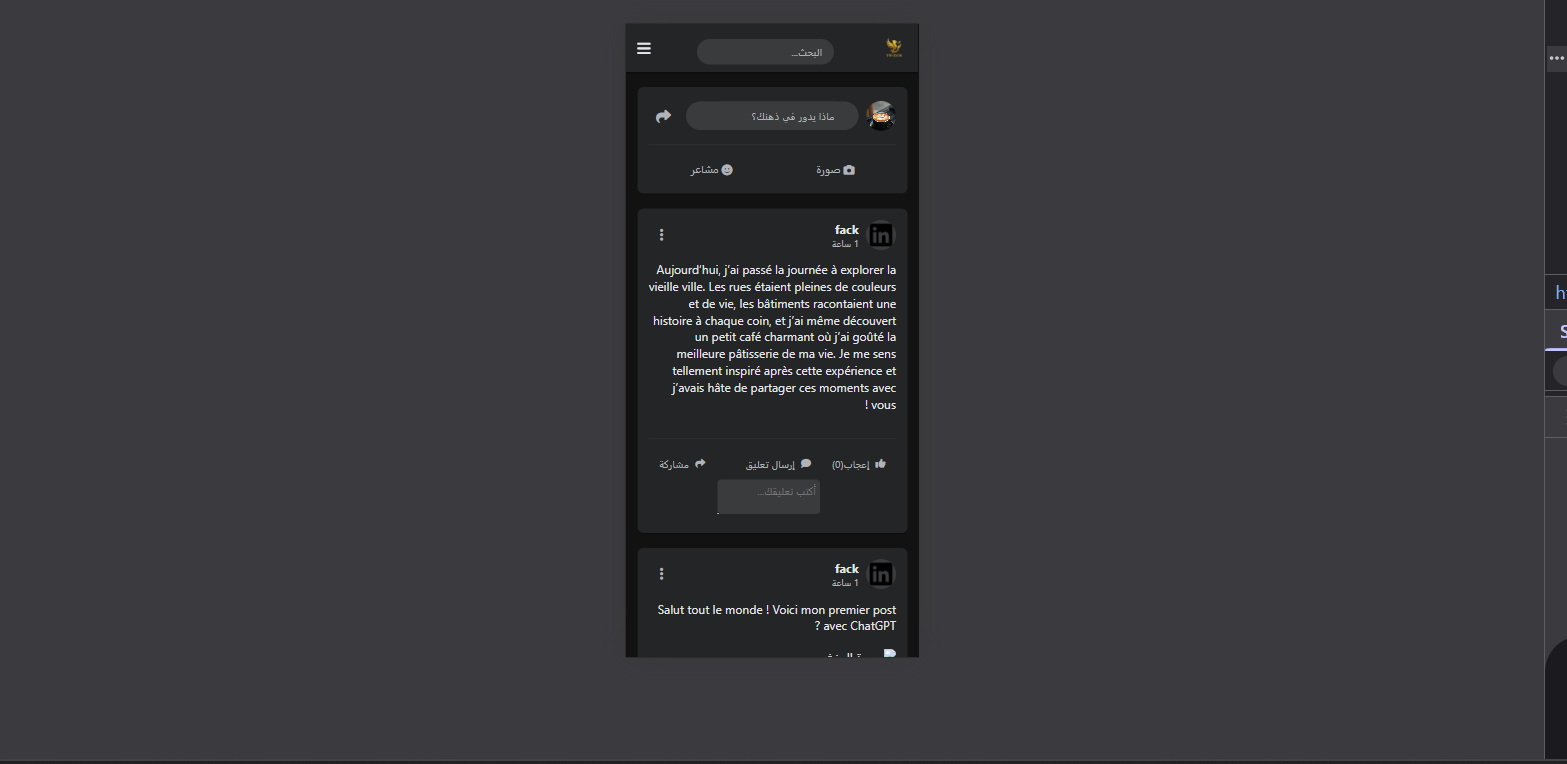 البحث...
ماذا يدور في ذهنك؟
صورة
مشاعر
fack
1 ساعة
Aujourd'hui, j'ai passé la journée à explorer la
vieille ville. Les rues étaient pleines de couleurs
et de vie, les bâtiments racontaient une
histoire à chaque coin, et j'ai même découvert
un petit café charmant où j'ai goûté la
meilleure pâtisserie de ma vie. Je me sens
tellement inspiré après cette expérience et
j'avais hâte de partager ces moments avec
! vous
إعجاب(0)
إرسال تعليق
مشاركة
أكتب تعليقك...
fack
1 ساعة
Salut tout le monde ! Voici mon premier post
? avec ChatGPT